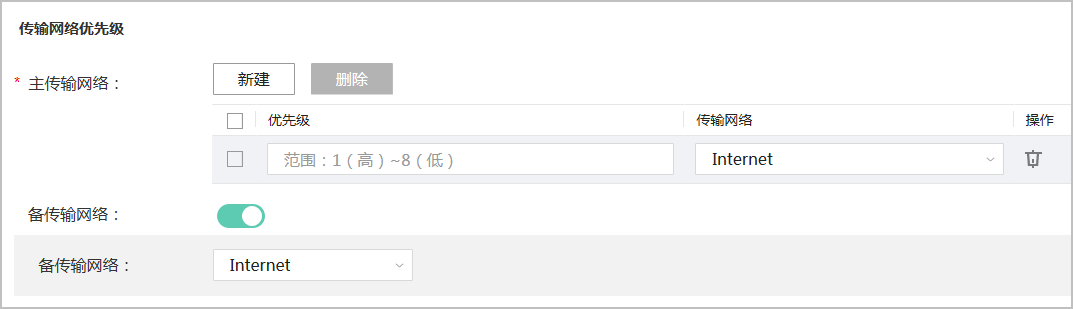 传输网络优先级
* 主传输网络：
新建 删除
优先级 传输网络 操作
范围：1（高）~8（低） Internet
备传输网络：
备传输网络： Internet